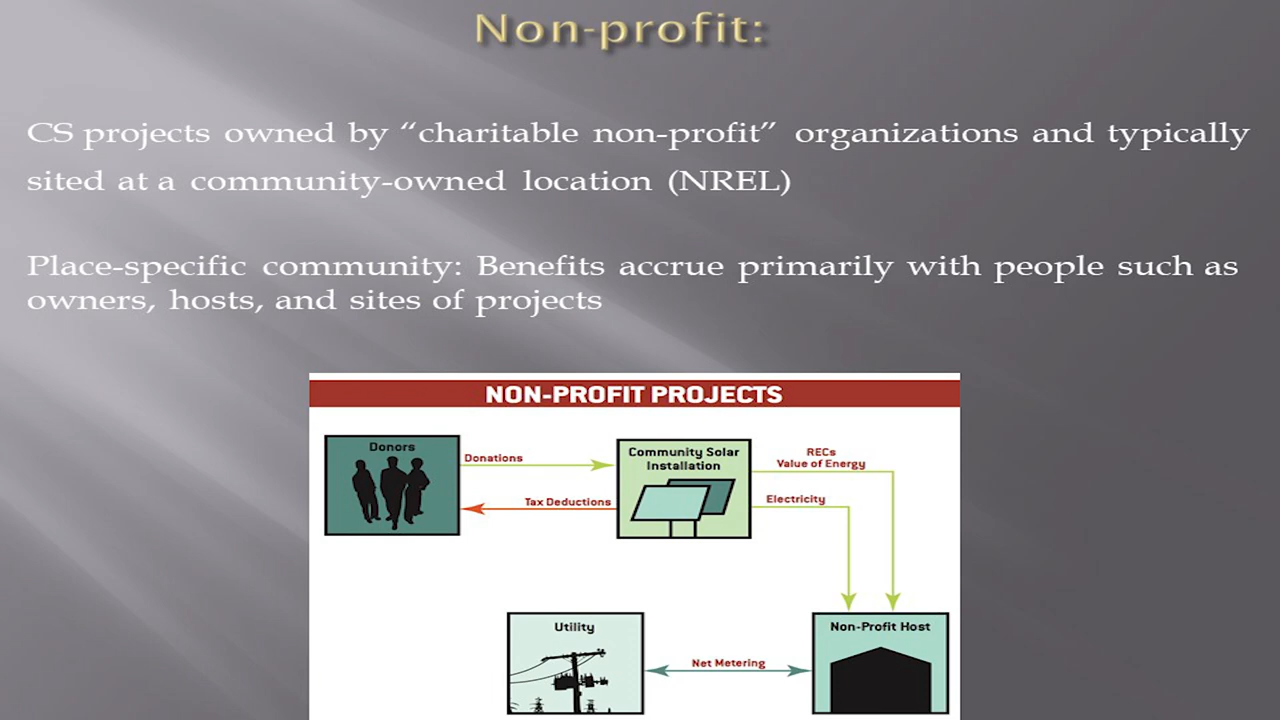 Non-profit:
CS projects owned by “charitable non-profit” organizations and typically
sited at a community-owned location (NREL)
Place-specific community: Benefits accrue primarily with people such as
owners, hosts, and sites of projects
NON-PROFIT PROJECTS
Donors
Donations
Tax Deductions
Community Solar
Installation
RECs
Value of Energy
Electricity
Utility
Net Metering
Non-Profit Host